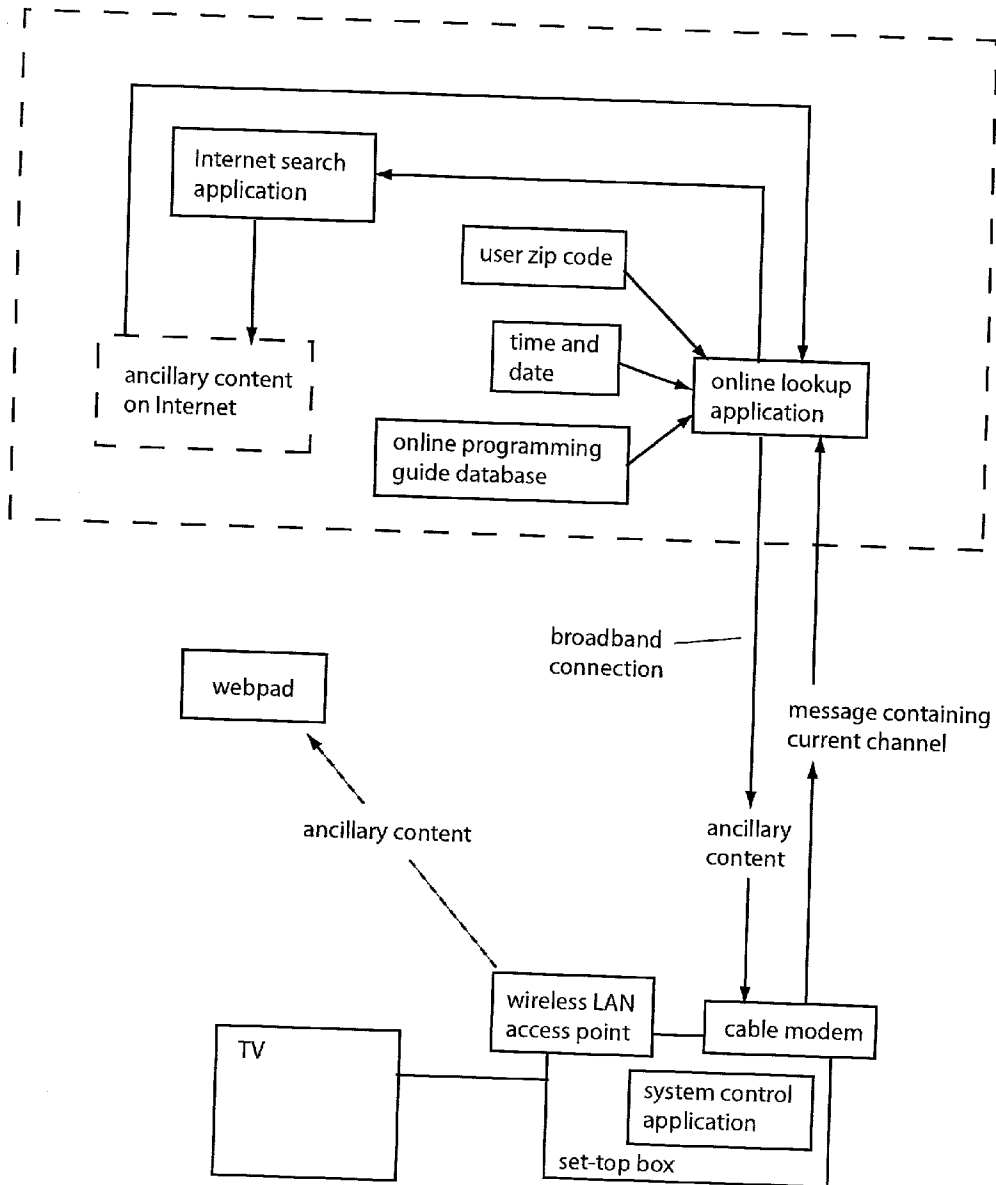 Internet search
application
user zip code
time and
date
online lookup
application
ancillary content
on Internet
online programming
guide database
broadband
connection
webpad
message containing
current channel
ancillary content
ancillary
content
wireless LAN
access point
cable modem
TV
system control
application
set-top box